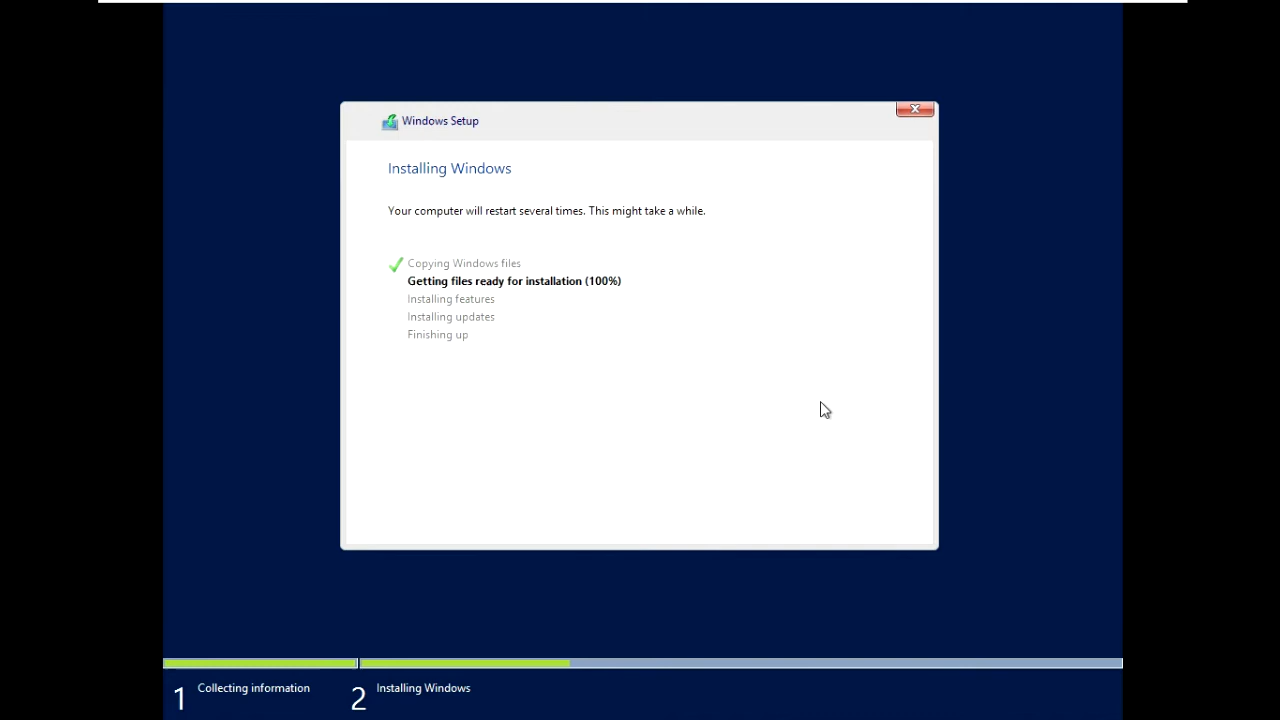 Windows Setup
Installing Windows
Your computer will restart several times. This might take a while.
Copying Windows files
Getting files ready for installation (100%)
Installing features
Installing updates
Finishing up
1 Collecting information 2 Installing Windows